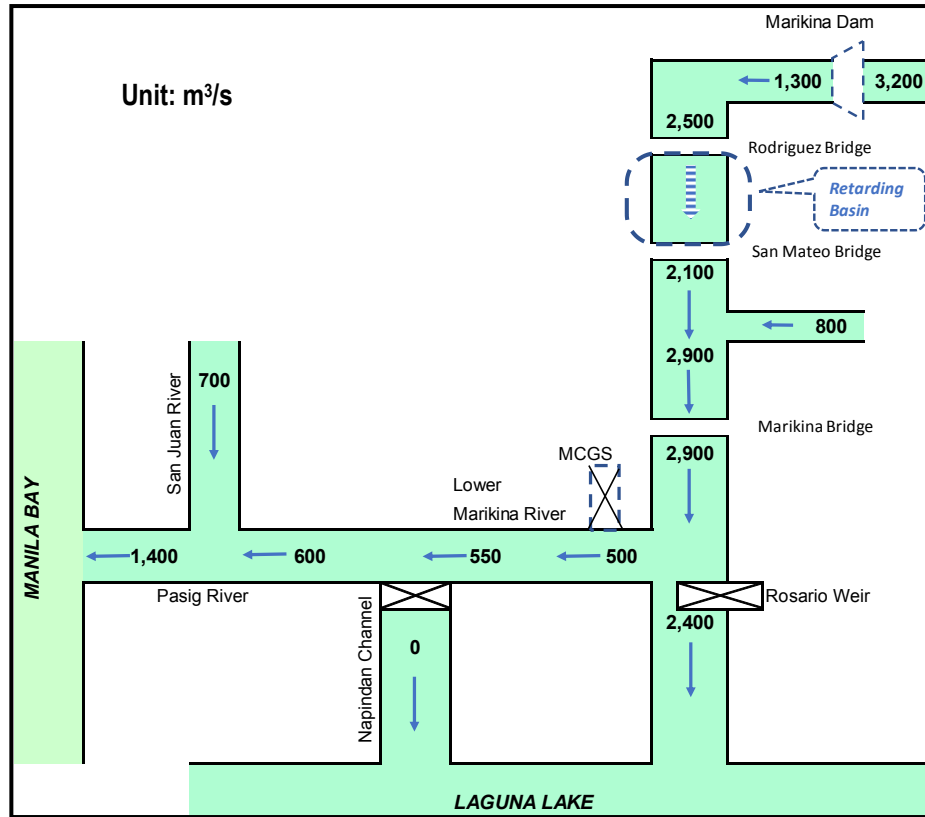 Marikina Dam
Unit: m³/s
1,300
3,200
2,500
Rodriguez Bridge
Retarding
Basin
San Mateo Bridge
2,100
800
2,900
700
San Juan River
Marikina Bridge
2,900
MCGS
Lower
Marikina River
MANILA BAY
1,400
600
550
500
Pasig River
Rosario Weir
2,400
Napindan Channel
0
LAGUNA LAKE